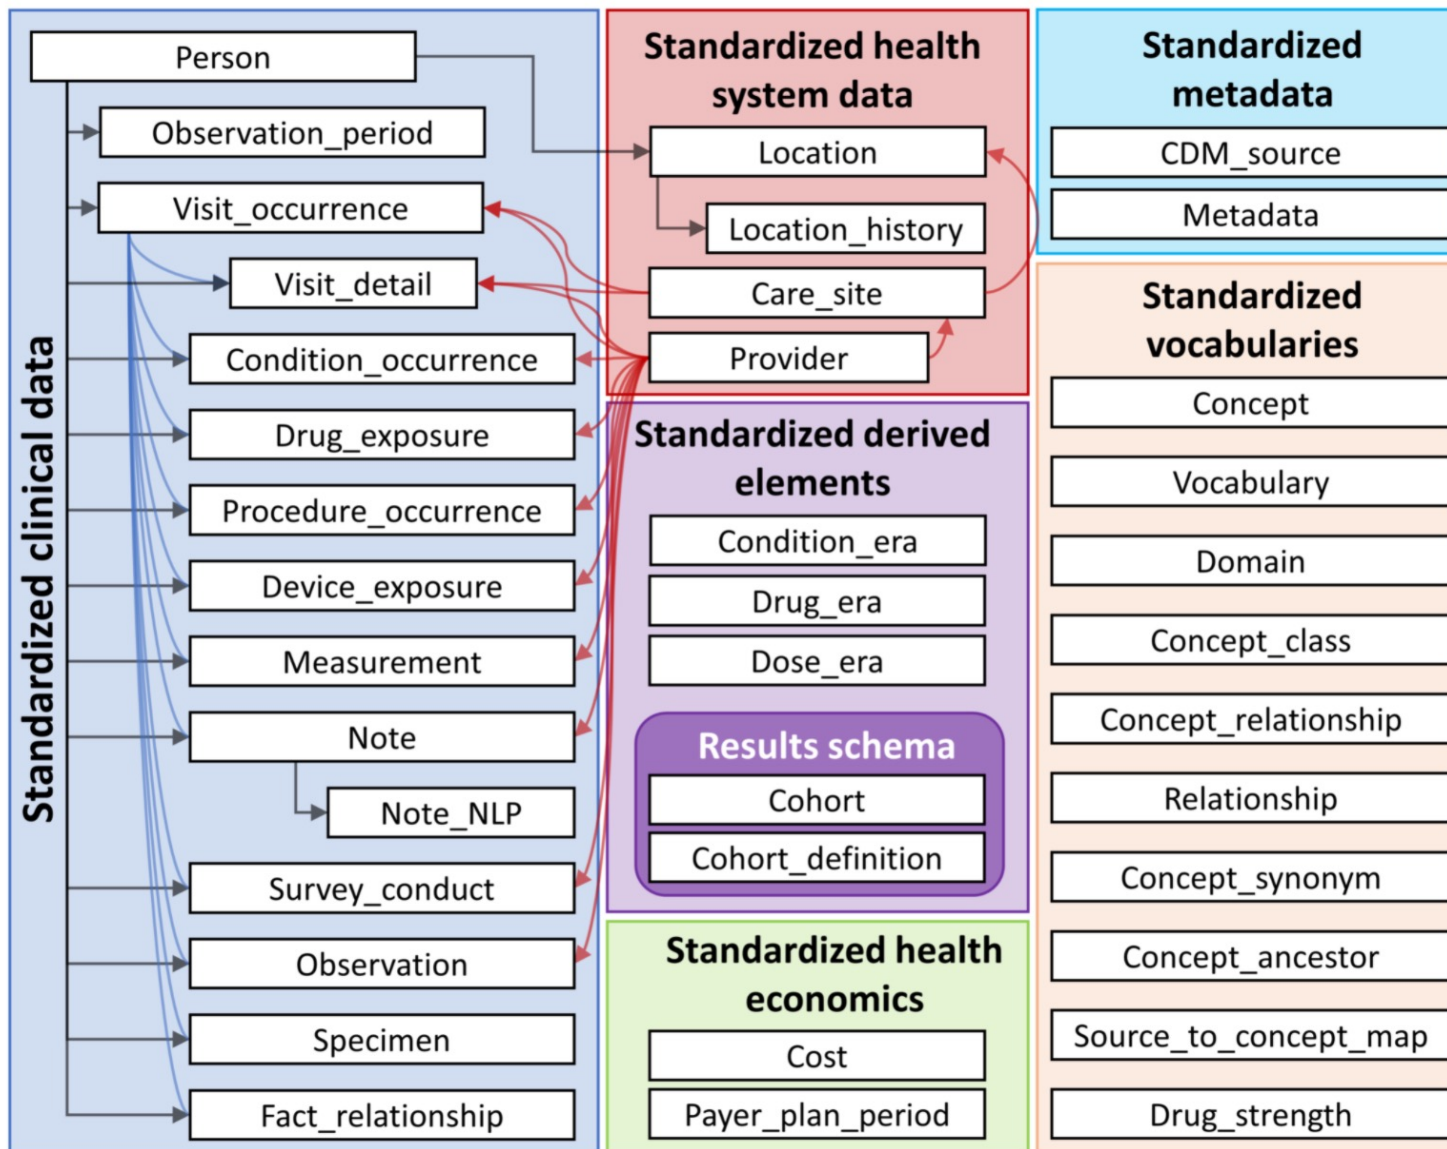 Standardized clinical data
Person
Observation_period
Visit_occurrence
Visit_detail
Condition_occurrence
Drug_exposure
Procedure_occurrence
Device_exposure
Measurement
Note
Note_NLP
Survey_conduct
Observation
Specimen
Fact_relationship
Standardized health
system data
Location
Location_history
Care_site
Provider
Standardized derived
elements
Condition_era
Drug_era
Dose_era
Results schema
Cohort
Cohort_definition
Standardized health
economics
Cost
Payer_plan_period
Standardized
metadata
CDM_source
Metadata
Standardized
vocabularies
Concept
Vocabulary
Domain
Concept_class
Concept_relationship
Relationship
Concept_synonym
Concept_ancestor
Source_to_concept_map
Drug_strength